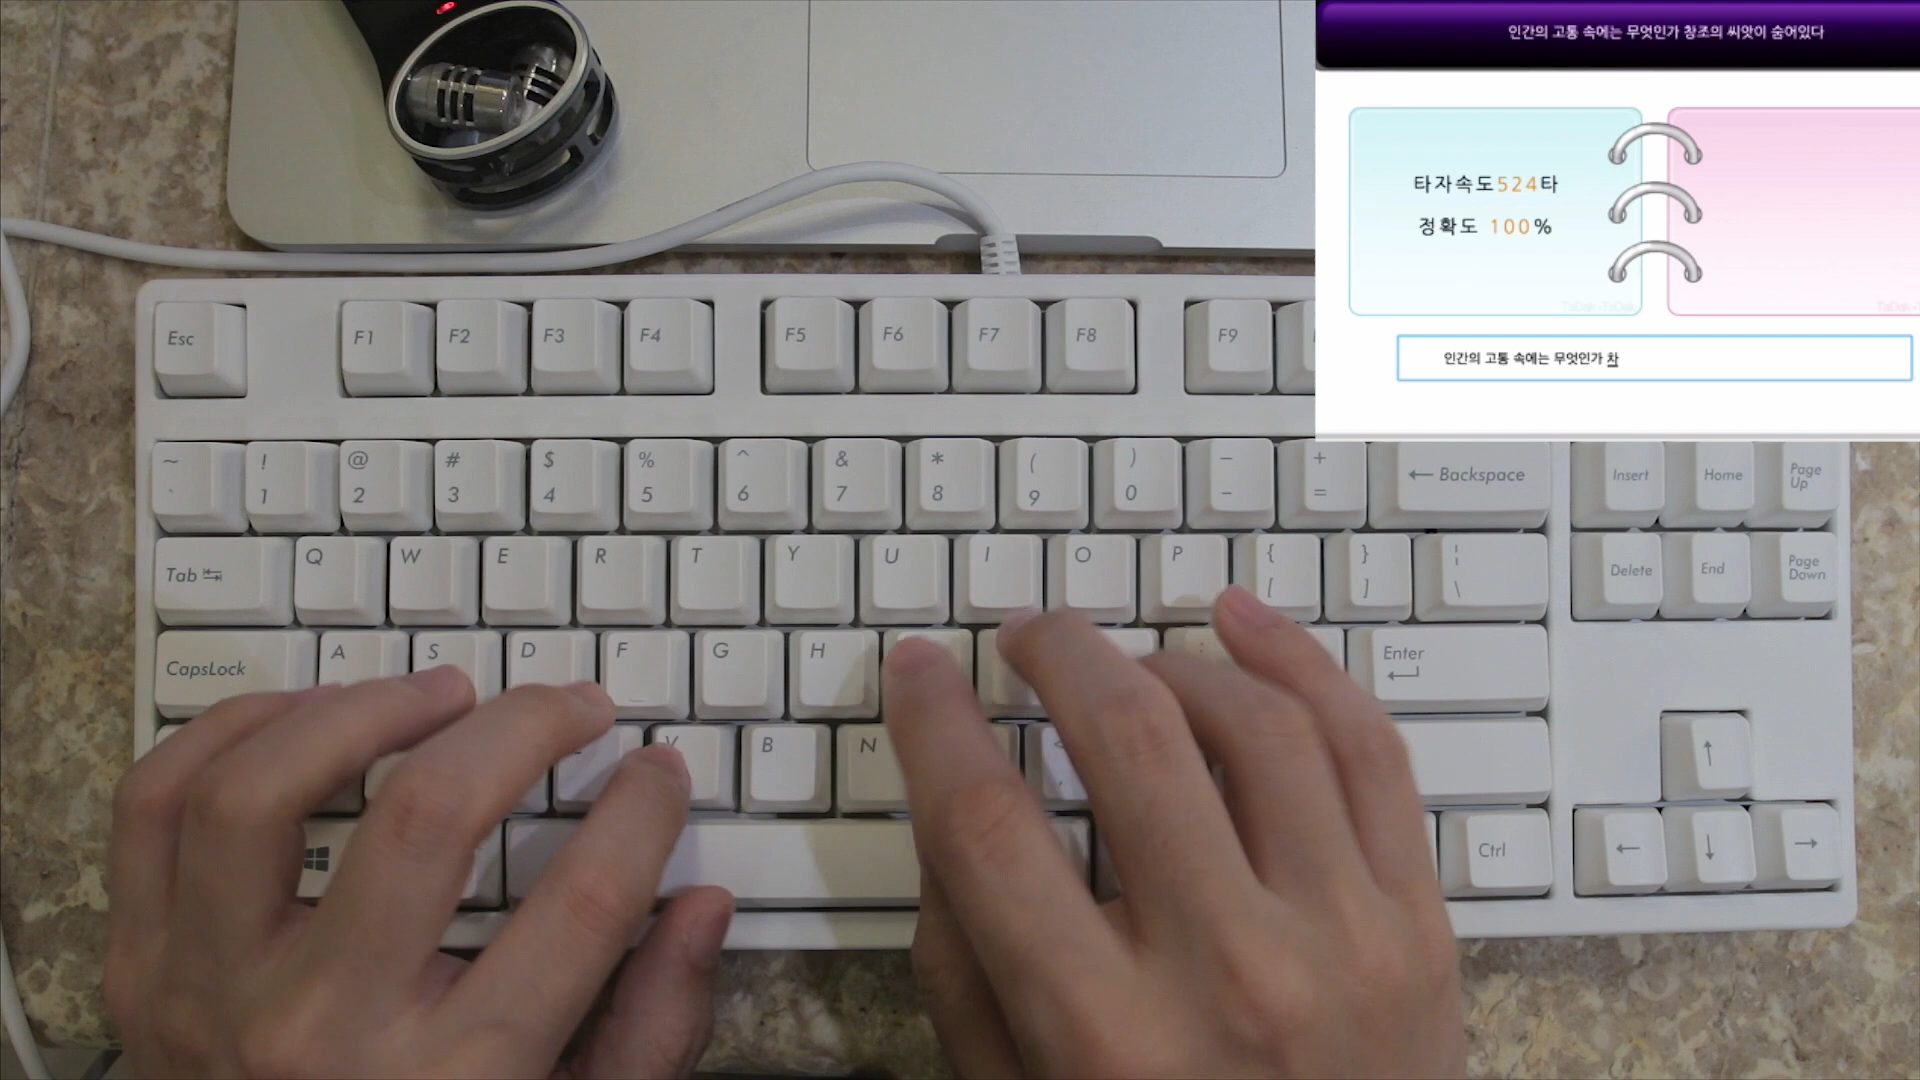 인간의 고통 속에는 무엇인가 창조의 씨앗이 숨어있다
타자속도524타
정확도 100%
TaDak.TaDak
인간의 고통 속에는 무엇인가 차
Esc F1 F2 F3 F4 F5 F6 F7 F8 F9
~ ! @ # $ % ^ & * ( ) – +
` 1 2 3 4 5 6 7 8 9 0 - = ← Backspace Insert Home Page Up
Tab Q W E R T Y U I O P { [ } ] ¦ \ Delete End Page Down
CapsLock A S D F G H : Enter
V B N <
Ctrl ↑ ← ↓ →